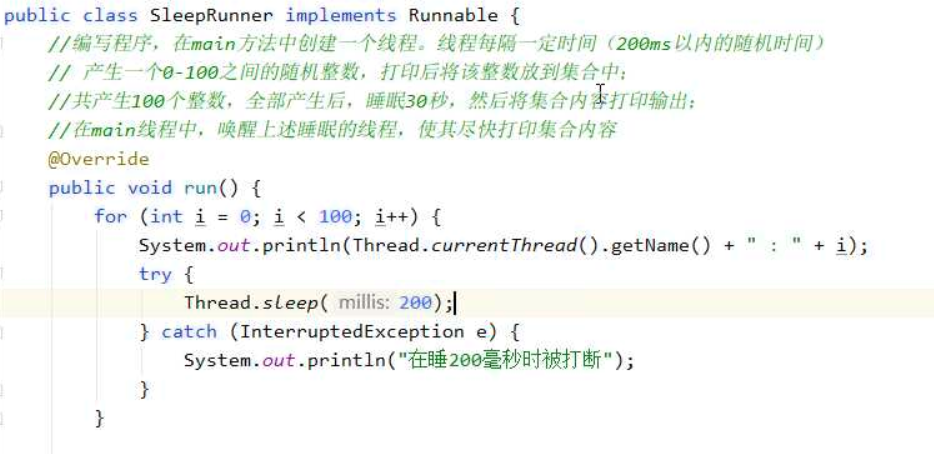 public class SleepRunner implements Runnable {
//编写程序，在main方法中创建一个线程。线程每隔一定时间（200ms以内的随机时间）
// 产生一个0-100之间的随机整数，打印后将该整数放到集合中；
//共产生100个整数，全部产生后，睡眠30秒，然后将集合内容打印输出；
//在main线程中，唤醒上述睡眠的线程，使其尽快打印集合内容
@Override
public void run() {
for (int i = 0; i < 100; i++) {
System.out.println(Thread.currentThread().getName() + " : " + i);
try {
Thread.sleep( millis: 200);
} catch (InterruptedException e) {
System.out.println("在睡200毫秒时被打断");
}
}